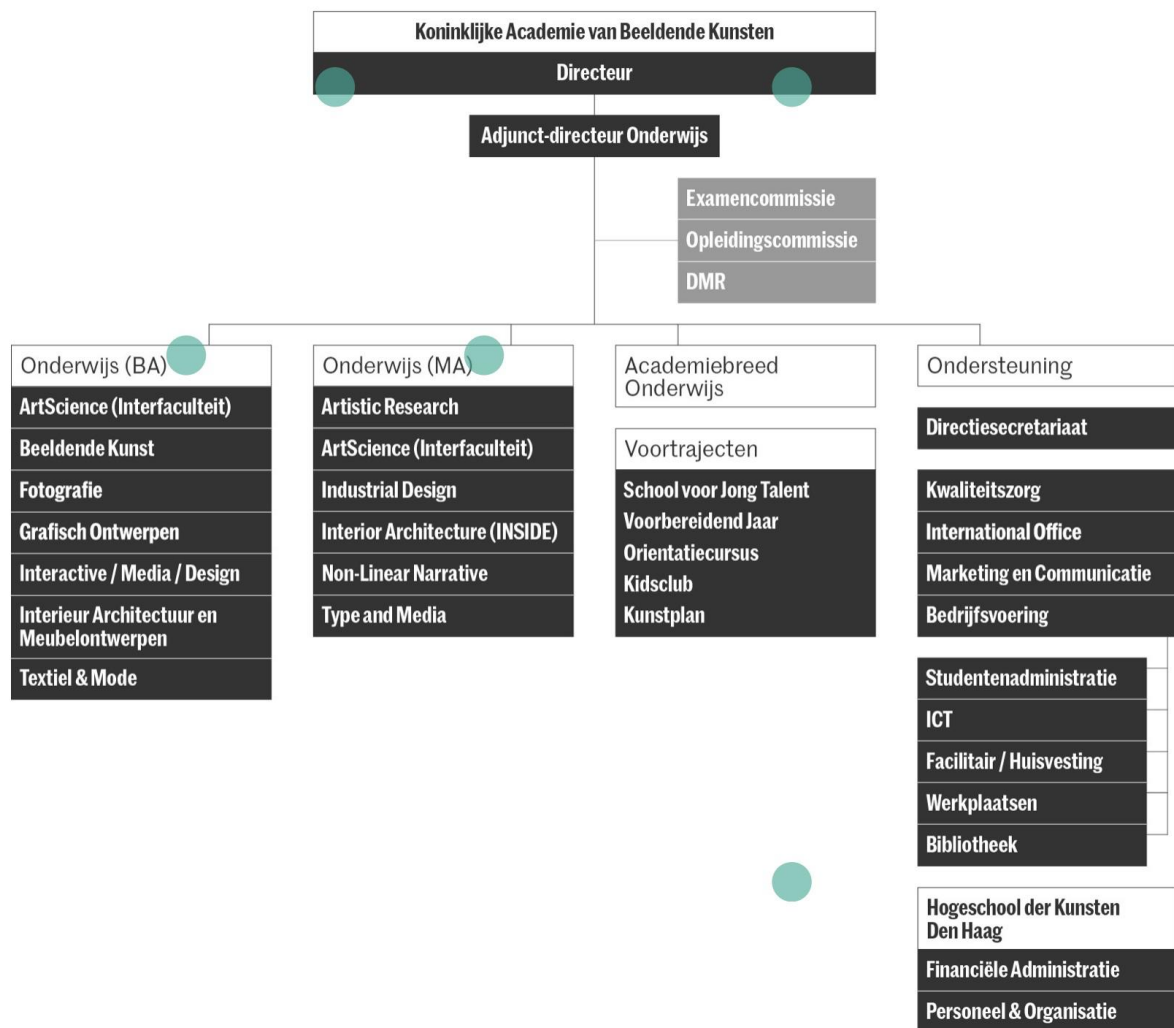 Koninklijke Academie van Beeldende Kunsten
Directeur
Adjunct-directeur Onderwijs
Examencommissie
Opleidingscommissie
DMR
Onderwijs (BA)
ArtScience (Interfaculteit)
Beeldende Kunst
Fotografie
Grafisch Ontwerpen
Interactive / Media / Design
Interieur Architectuur en
Meubelontwerpen
Textiel & Mode
Onderwijs (MA)
Artistic Research
ArtScience (Interfaculteit)
Industrial Design
Interior Architecture (INSIDE)
Non-Linear Narrative
Type and Media
Academiebreed
Onderwijs
Voortrajecten
School voor Jong Talent
Voorbereidend Jaar
Orientatiecursus
Kidsclub
Kunstplan
Ondersteuning
Directiesecretariaat
Kwaliteitszorg
International Office
Marketing en Communicatie
Bedrijfsvoering
Studentenadministratie
ICT
Facilitair / Huisvesting
Werkplaatsen
Bibliotheek
Hogeschool der Kunsten
Den Haag
Financiële Administratie
Personeel & Organisatie